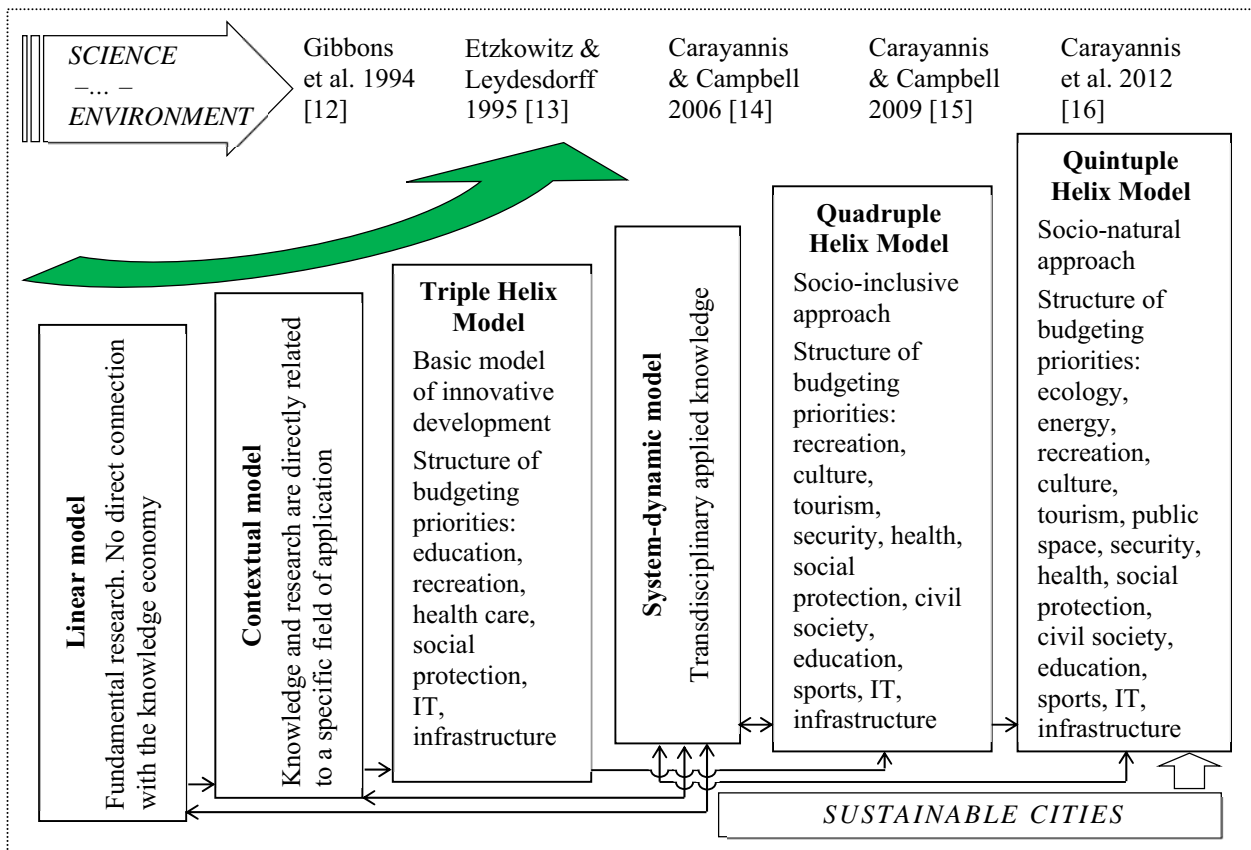 SCIENCE
–... –
ENVIRONMENT
Gibbons
et al. 1994
[12]
Etzkowitz &
Leydesdorff
1995 [13]
Carayannis
& Campbell
2006 [14]
Carayannis
& Campbell
2009 [15]
Carayannis
et al. 2012
[16]
Linear model
Fundamental research. No direct connection
with the knowledge economy
Contextual model
Knowledge and research are directly related
to a specific field of application
Triple Helix
Model
Basic model
of innovative
development
Structure of
budgeting
priorities:
education,
recreation,
health care,
social
protection,
IT,
infrastructure
System-dynamic model
Transdisciplinary applied knowledge
Quadruple
Helix Model
Socio-inclusive
approach
Structure of
budgeting
priorities:
recreation,
culture,
tourism,
security, health,
social
protection, civil
society,
education,
sports, IT,
infrastructure
Quintuple
Helix Model
Socio-natural
approach
Structure of
budgeting
priorities:
ecology,
energy,
recreation,
culture,
tourism, public
space, security,
health, social
protection,
civil society,
education,
sports, IT,
infrastructure
SUSTAINABLE CITIES